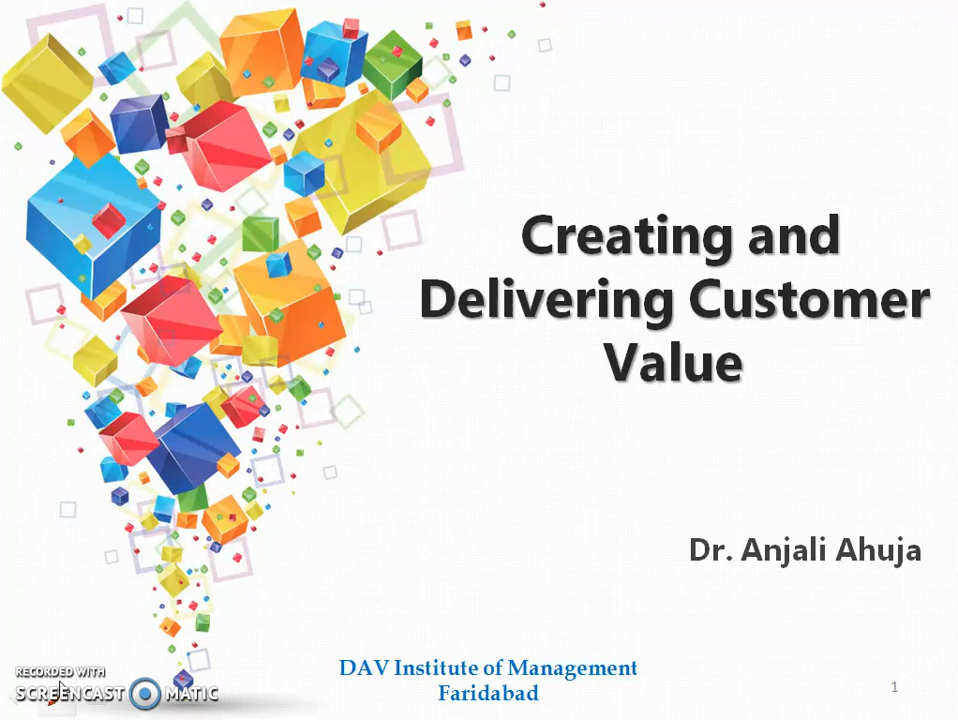 Creating and
Delivering Customer
Value
Dr. Anjali Ahuja
DAV Institute of Management
Faridabad
1
RECORDED WITH
SCREENCAST MATIC